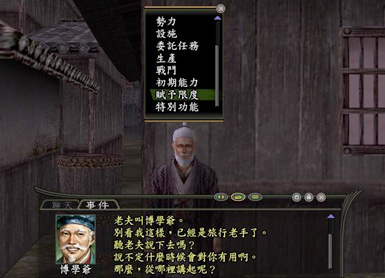 勢力
設施
委託任務
生產
戰鬥
初期能力
賦予限度
特別功能
聊天 事件
老夫叫博學爺。
別看我這樣，已經是旅行老手了。
聽老夫說下去嗎？
說不定什麼時候會對你有用啊。
那麼，從哪裡講起呢？
博學爺